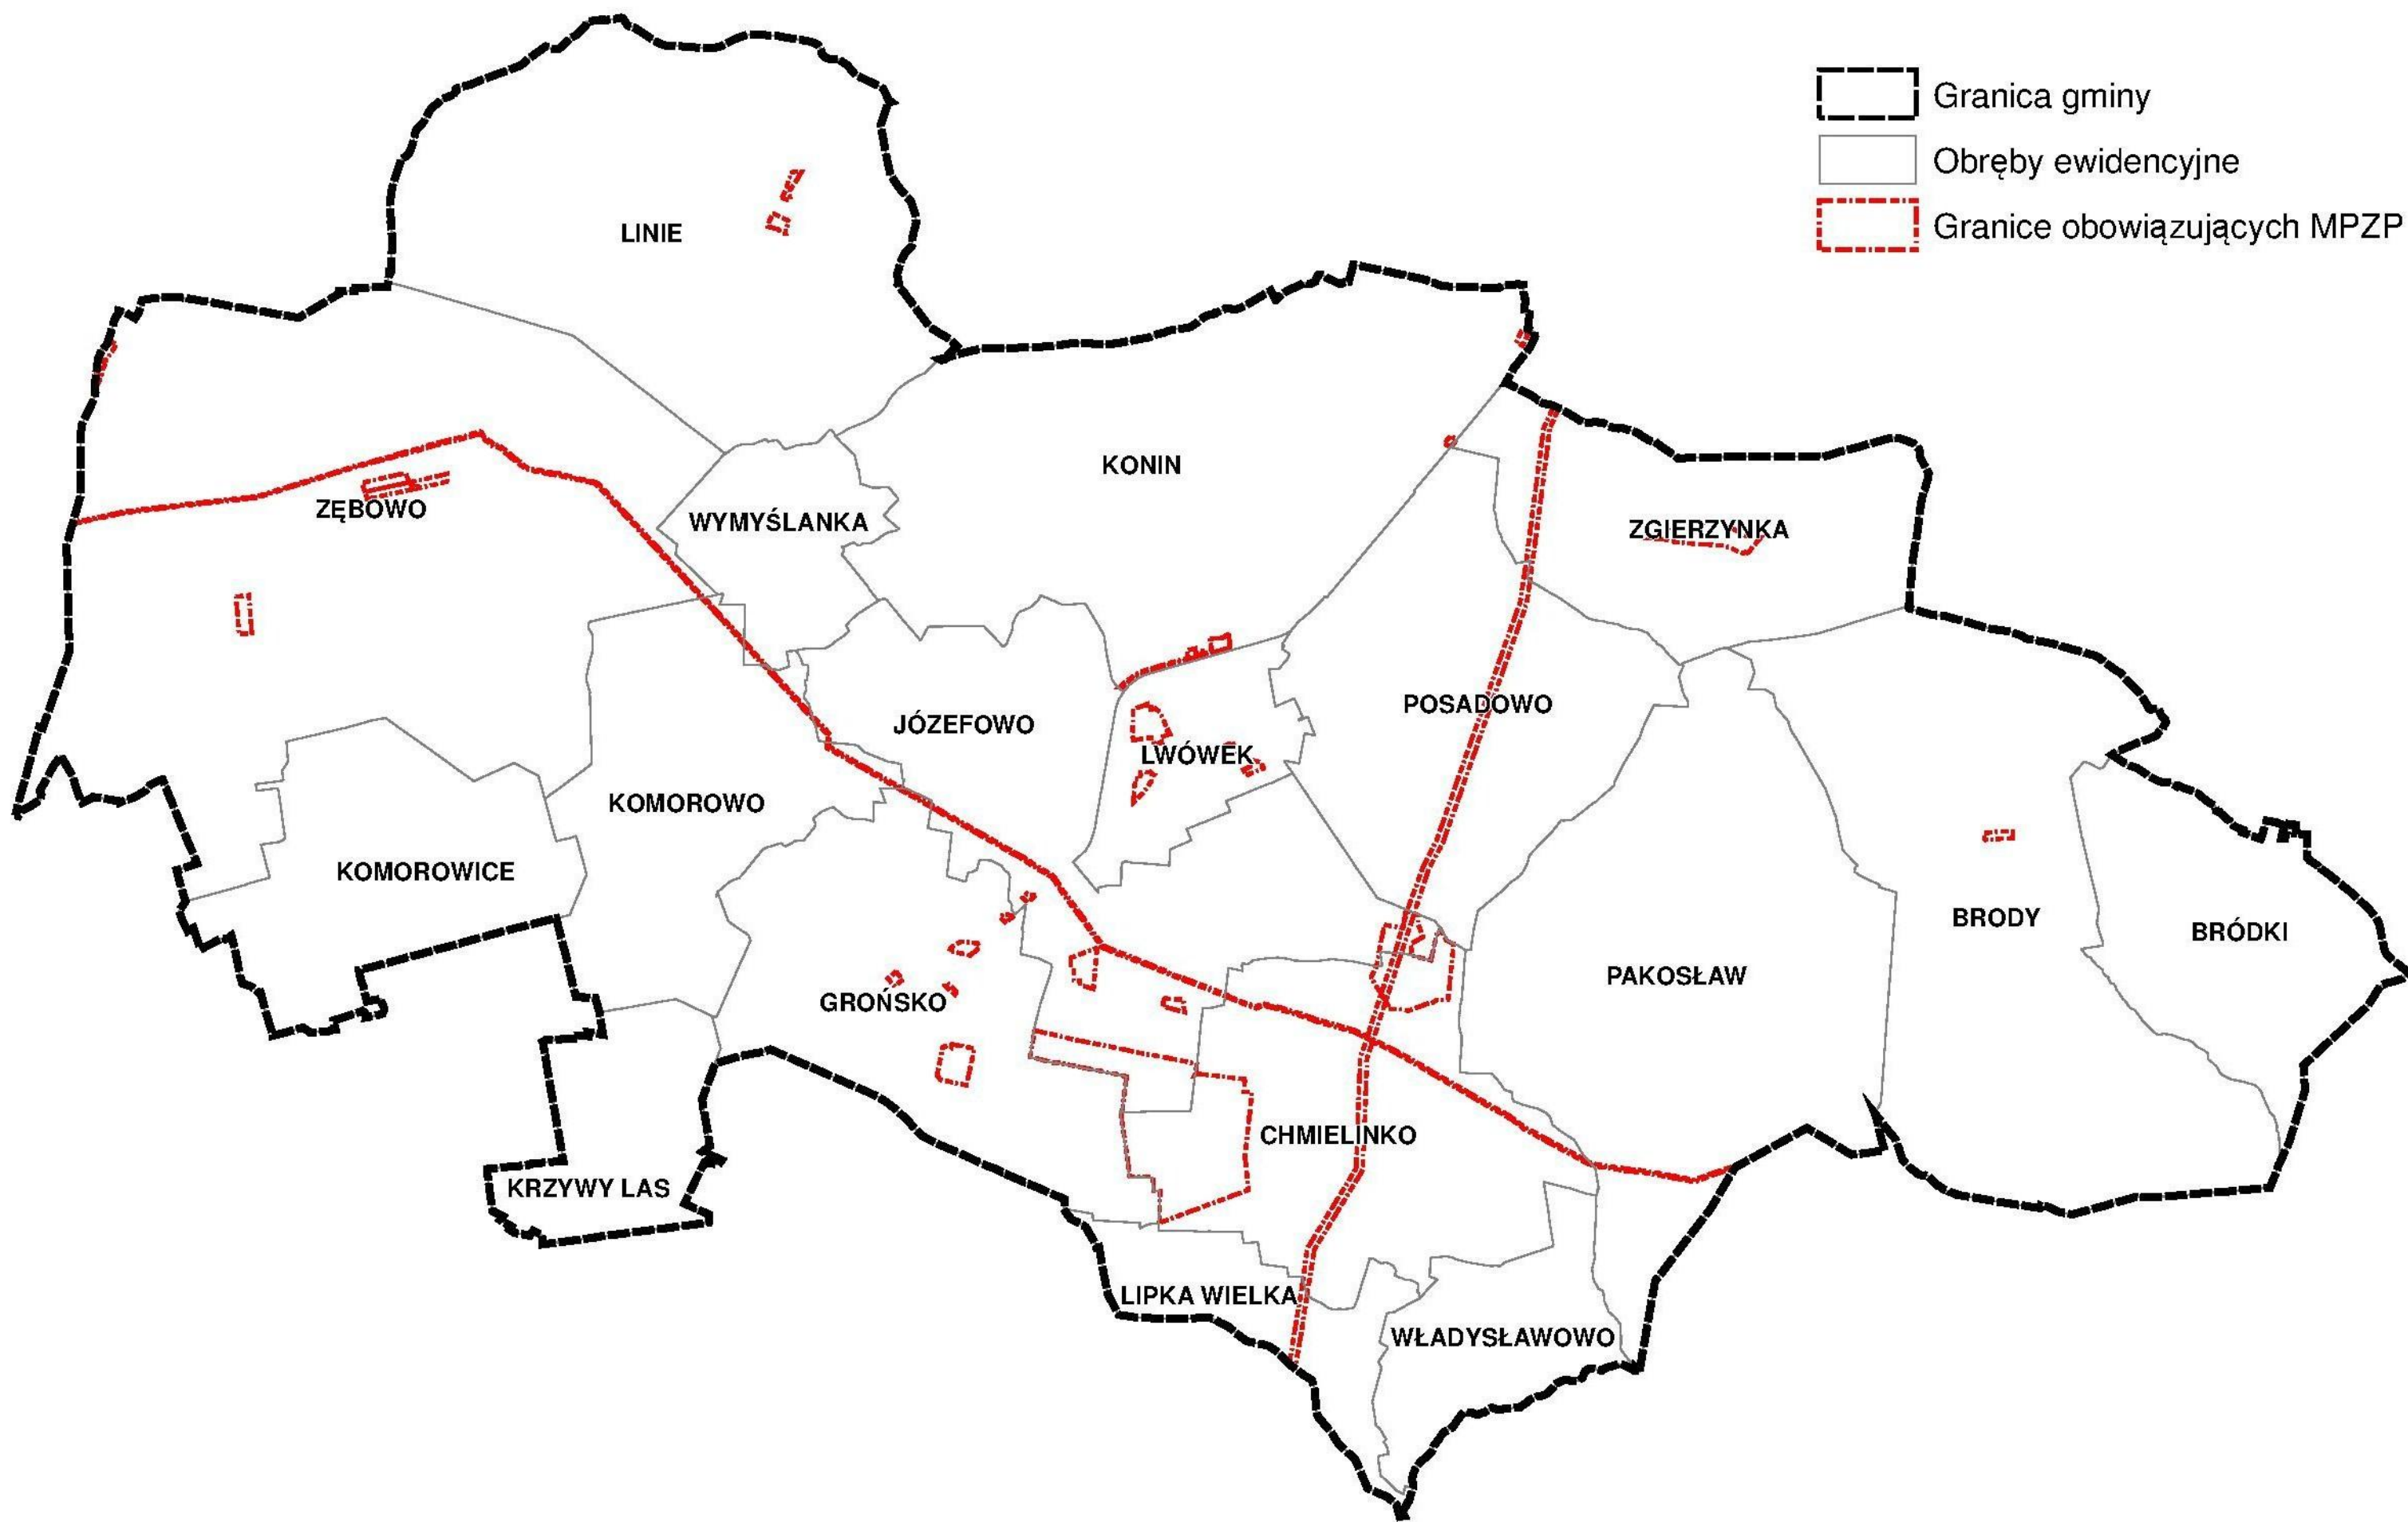 Granica gminy
Obręby ewidencyjne
Granice obowiązujących MPZP
LINIE
KONIN
ZĘBOWO
WYMYŚLANKA
ZGIERZYNKA
POSADOWO
JÓZEFOWO
LWÓWEK
KOMOROWO
KOMOROWICE
BRODY
BRÓDKI
PAKOSŁAW
GROŃSKO
CHMIELINKO
KRZYWY LAS
LIPKA WIELKA
WŁADYSŁAWOWO